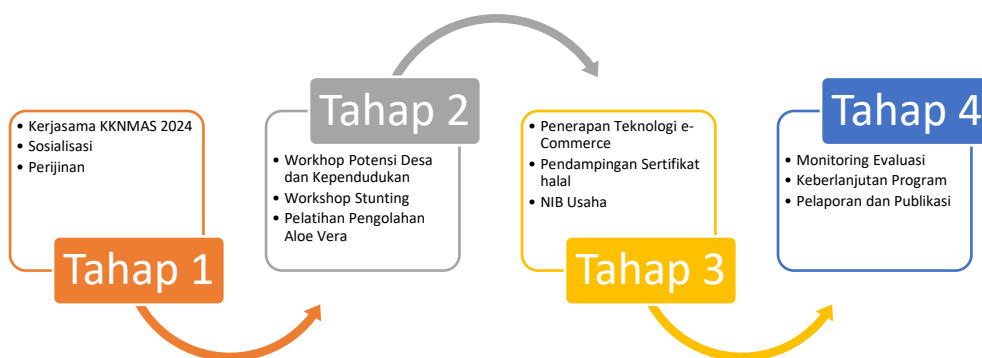 • Kerjasama KKNMAS 2024
• Sosialisasi
• Perijinan
Tahap 1
Tahap 2
• Workhop Potensi Desa
dan Kependudukan
• Workshop Stunting
• Pelatihan Pengolahan
Aloe Vera
• Penerapan Teknologi e-
Commerce
• Pendampingan Sertifikat
halal
• NIB Usaha
Tahap 3
Tahap 4
• Monitoring Evaluasi
• Keberlanjutan Program
• Pelaporan dan Publikasi